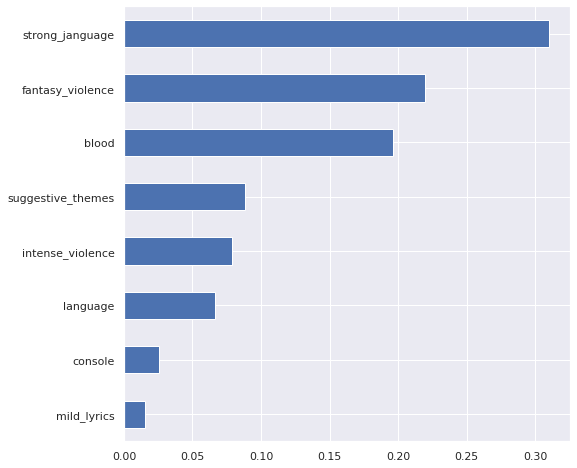 strong_janguage
fantasy_violence
blood
suggestive_themes
intense_violence
language
console
mild_lyrics
0.00 0.05 0.10 0.15 0.20 0.25 0.30